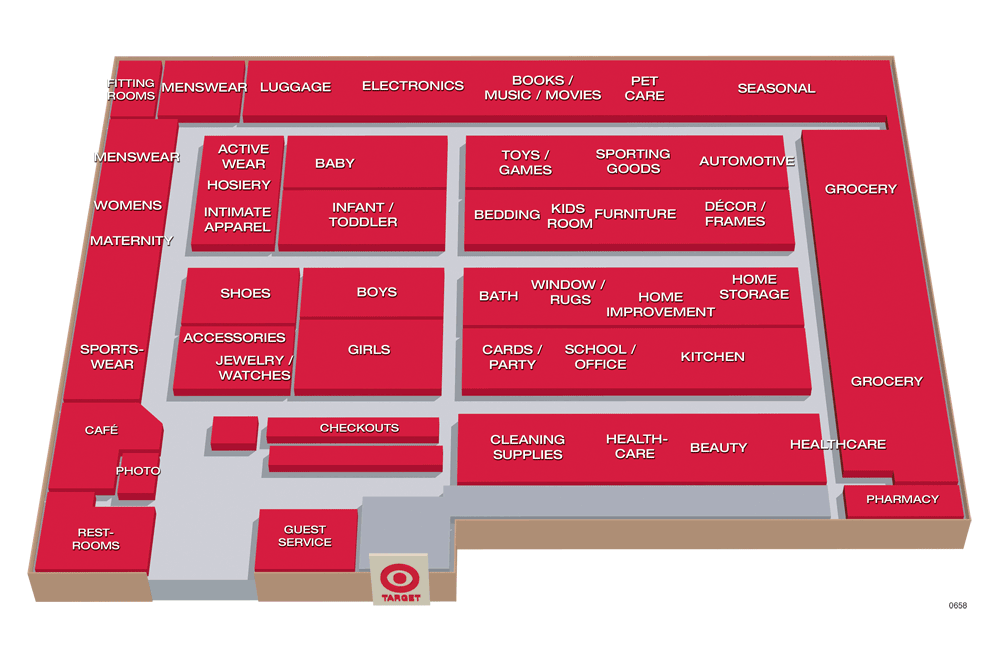 FITTING
ROOMS
MENSWEAR
LUGGAGE
ELECTRONICS
BOOKS /
MUSIC / MOVIES
PET
CARE
SEASONAL
MENSWEAR
WOMENS
MATERNITY
SPORTS-
WEAR
ACTIVE
WEAR
HOSIERY
INTIMATE
APPAREL
BABY
INFANT /
TODDLER
TOYS /
GAMES
SPORTING
GOODS
AUTOMOTIVE
BEDDING
KIDS
ROOM
FURNITURE
DÉCOR /
FRAMES
GROCERY
SHOES
BOYS
ACCESSORIES
JEWELRY /
WATCHES
GIRLS
BATH
WINDOW /
RUGS
HOME
IMPROVEMENT
HOME
STORAGE
CARDS /
PARTY
SCHOOL /
OFFICE
KITCHEN
GROCERY
CAFÉ
PHOTO
CHECKOUTS
CLEANING
SUPPLIES
HEALTH-
CARE
BEAUTY
HEALTHCARE
PHARMACY
REST-
ROOMS
GUEST
SERVICE
TARGET
0658